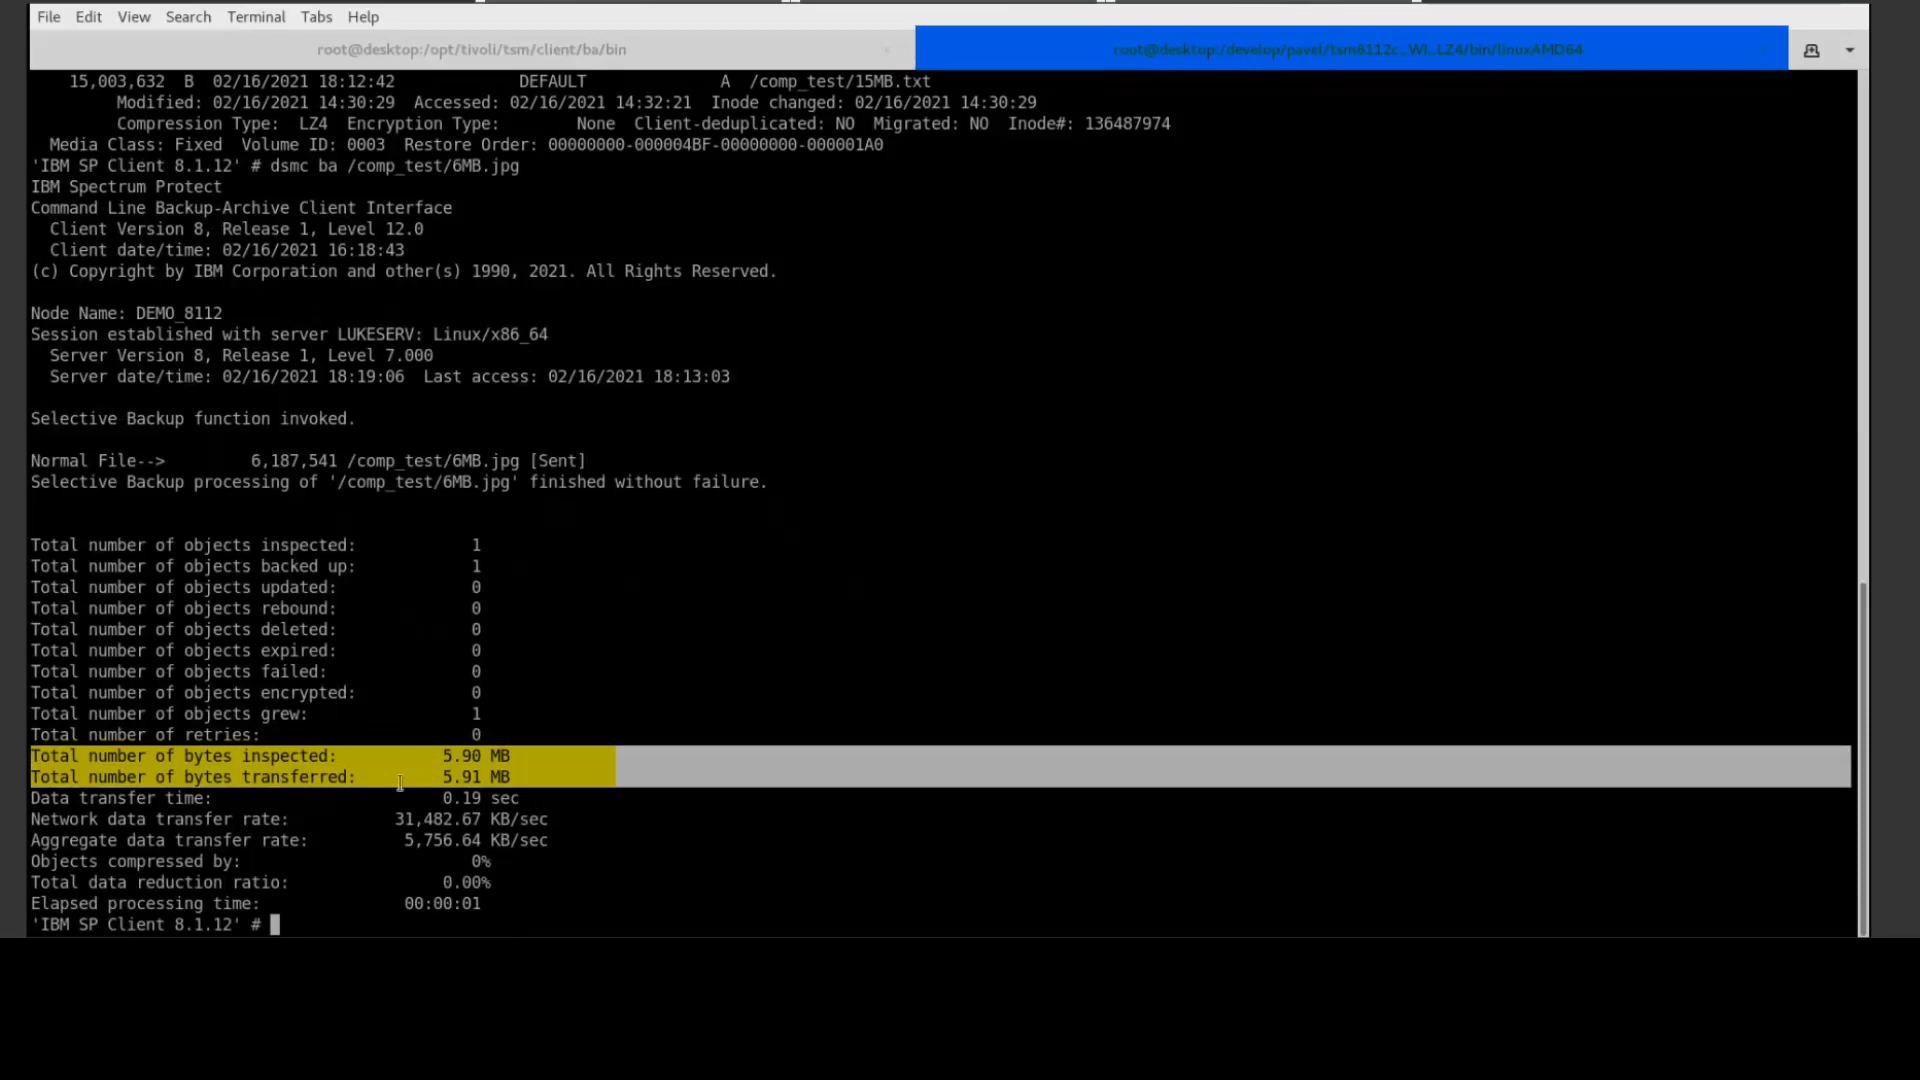 File Edit View Search Terminal Tabs Help
root@desktop:/opt/tivoli/tsm/client/ba/bin
root@desktop:/develop/pavel/tsm8112c_WI_LZ4/bin/linuxAMD64
15,003,632 B 02/16/2021 18:12:42 DEFAULT A /comp_test/15MB.txt
Modified: 02/16/2021 14:30:29 Accessed: 02/16/2021 14:32:21 Inode changed: 02/16/2021 14:30:29
Compression Type: LZ4 Encryption Type: None Client-deduplicated: NO Migrated: NO Inode#: 136487974
Media Class: Fixed Volume ID: 0003 Restore Order: 00000000-000004BF-00000000-000001A0
'IBM SP Client 8.1.12' # dsmc ba /comp_test/6MB.jpg
IBM Spectrum Protect
Command Line Backup-Archive Client Interface
Client Version 8, Release 1, Level 12.0
Client date/time: 02/16/2021 16:18:43
(c) Copyright by IBM Corporation and other(s) 1990, 2021. All Rights Reserved.
Node Name: DEMO_8112
Session established with server LUKESERV: Linux/x86_64
Server Version 8, Release 1, Level 7.000
Server date/time: 02/16/2021 18:19:06 Last access: 02/16/2021 18:13:03
Selective Backup function invoked.
Normal File--> 6,187,541 /comp_test/6MB.jpg [Sent]
Selective Backup processing of '/comp_test/6MB.jpg' finished without failure.
Total number of objects inspected: 1
Total number of objects backed up: 1
Total number of objects updated: 0
Total number of objects rebound: 0
Total number of objects deleted: 0
Total number of objects expired: 0
Total number of objects failed: 0
Total number of objects encrypted: 0
Total number of objects grew: 1
Total number of retries: 0
Total number of bytes inspected: 5.90 MB
Total number of bytes transferred: 5.91 MB
Data transfer time: 0.19 sec
Network data transfer rate: 31,482.67 KB/sec
Aggregate data transfer rate: 5,756.64 KB/sec
Objects compressed by: 0%
Total data reduction ratio: 0.00%
Elapsed processing time: 00:00:01
'IBM SP Client 8.1.12' #